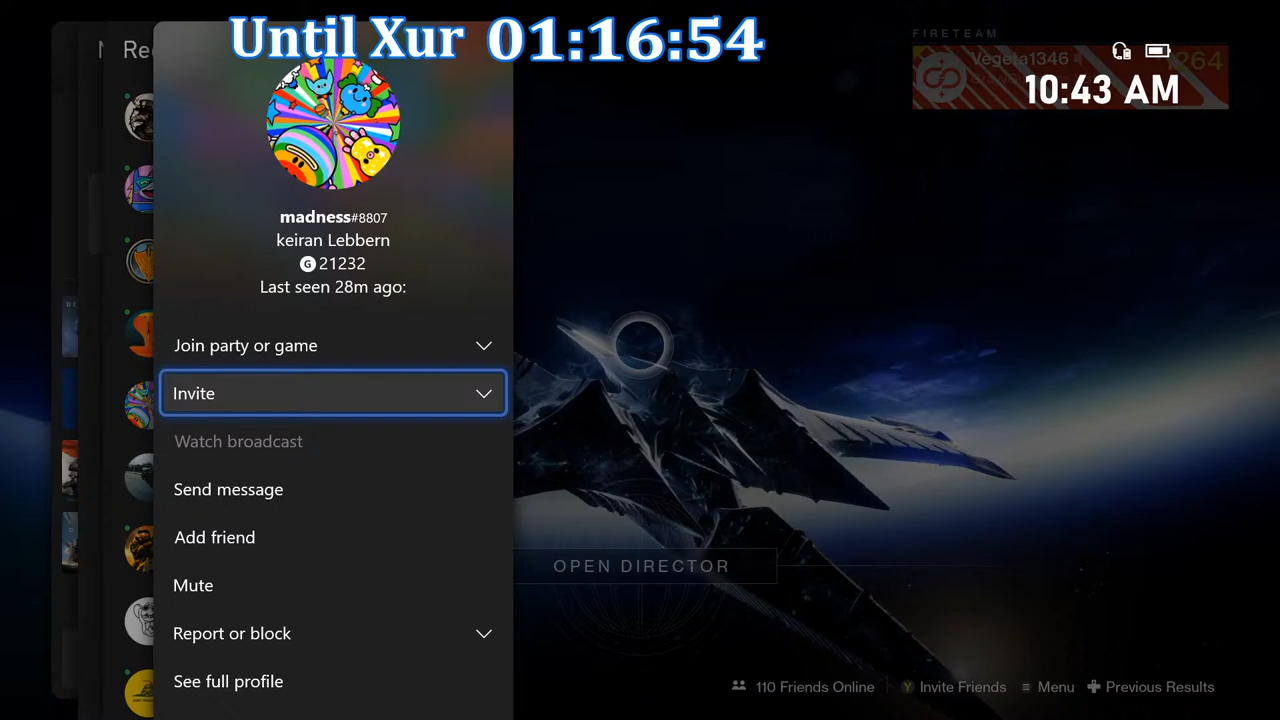 Until Xur 01:16:54
Re
FIRETEAM
Vegeta1346
1264
10:43 AM
madness#8807
keiran Lebbern
G 21232
Last seen 28m ago:
Join party or game
Invite
Watch broadcast
Send message
Add friend
Mute
Report or block
See full profile
OPEN DIRECTOR
110 Friends Online
Y Invite Friends
Menu
Previous Results